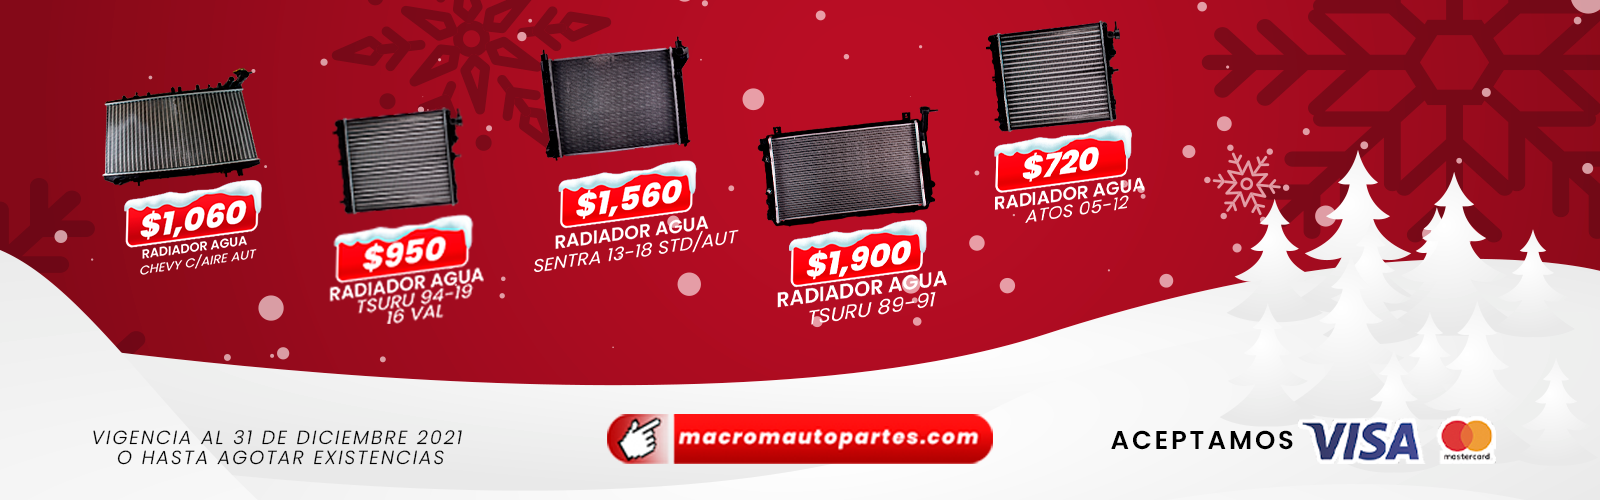 $1,060
RADIADOR AGUA
CHEVY C/AIRE AUT
$950
RADIADOR AGUA
TSURU 94-19
16 VAL
$1,560
RADIADOR AGUA
SENTRA 13-18 STD/AUT
$1,900
RADIADOR AGUA
TSURU 89-91
$720
RADIADOR AGUA
ATOS 05-12
VIGENCIA AL 31 DE DICIEMBRE 2021
O HASTA AGOTAR EXISTENCIAS
macromautopartes.com
ACEPTAMOS VISA
mastercard